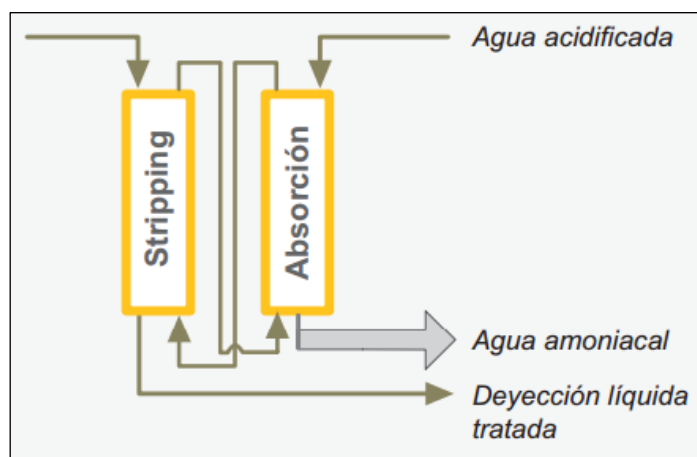 Agua acidificada
Stripping
Absorción
Agua amoniacal
Deyección líquida
tratada